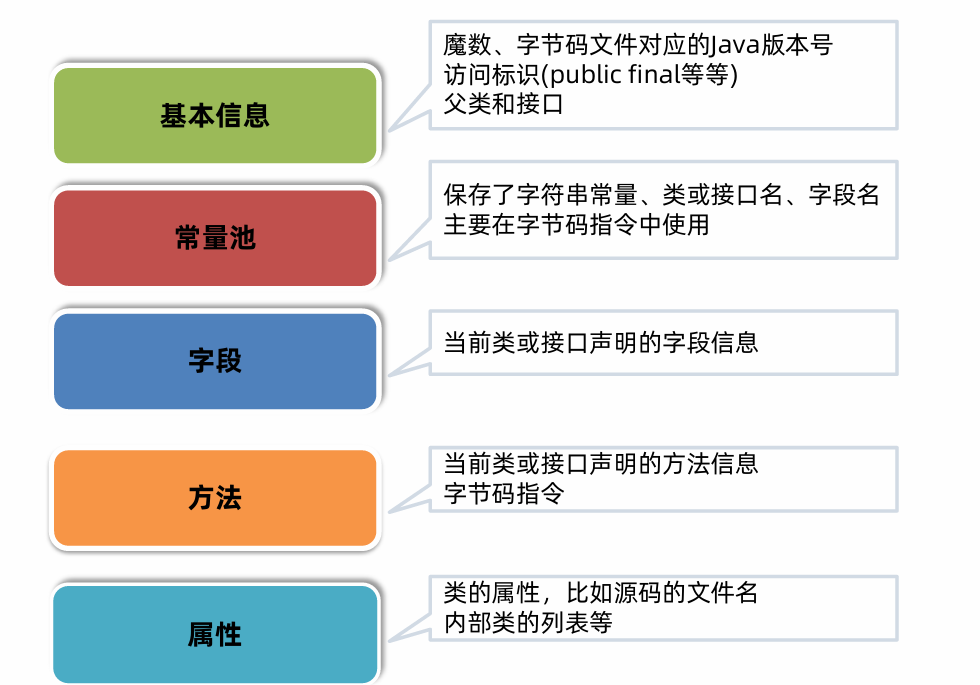 基本信息
魔数、字节码文件对应的Java版本号
访问标识(public final等等)
父类和接口
常量池
保存了字符串常量、类或接口名、字段名
主要在字节码指令中使用
字段
当前类或接口声明的字段信息
方法
当前类或接口声明的方法信息
字节码指令
属性
类的属性，比如源码的文件名
内部类的列表等